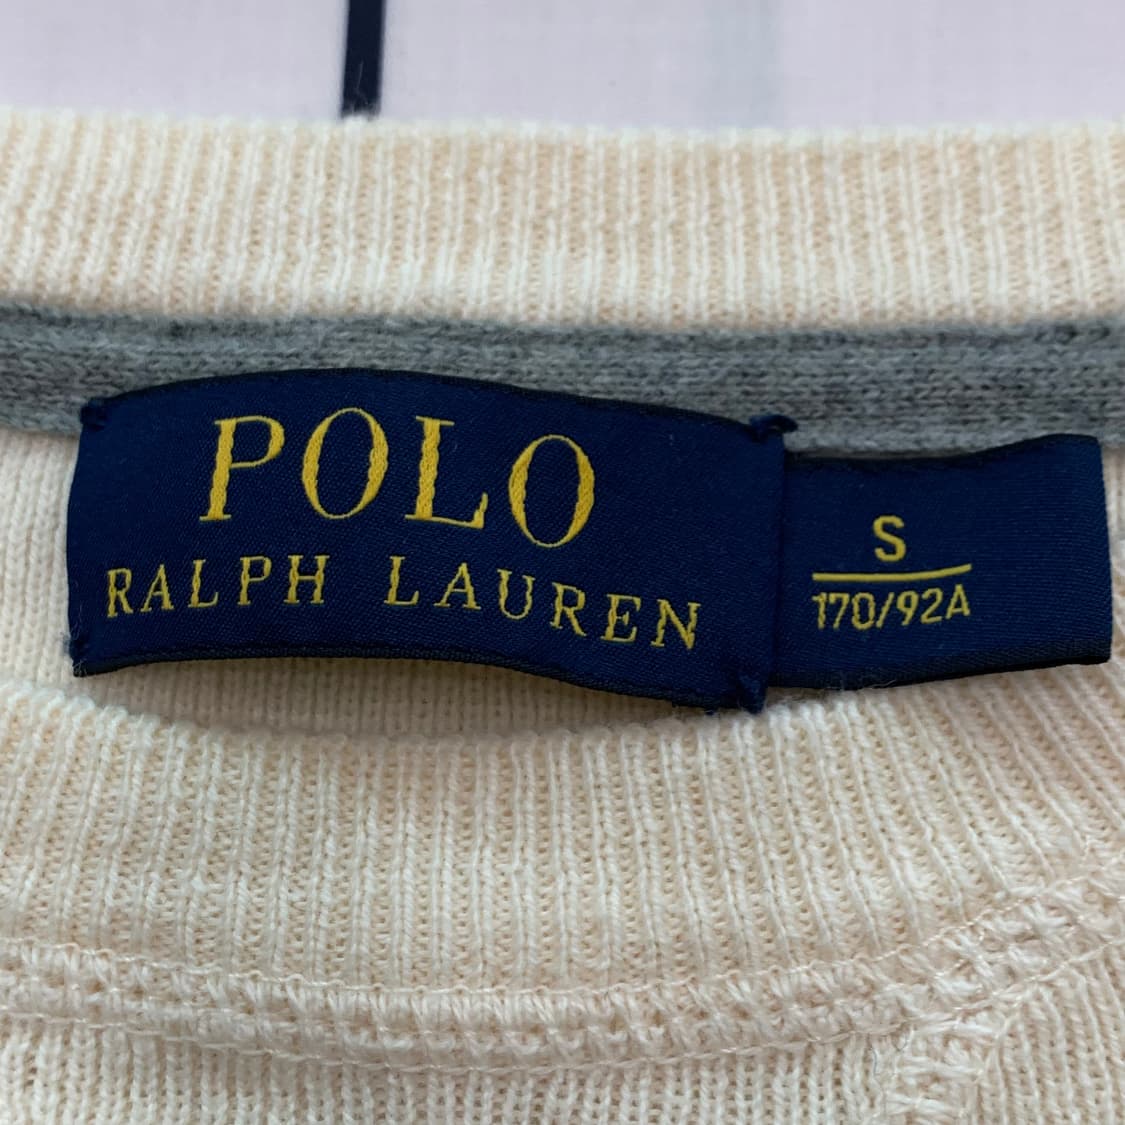 POLO
RALPH LAUREN
S
170/92A